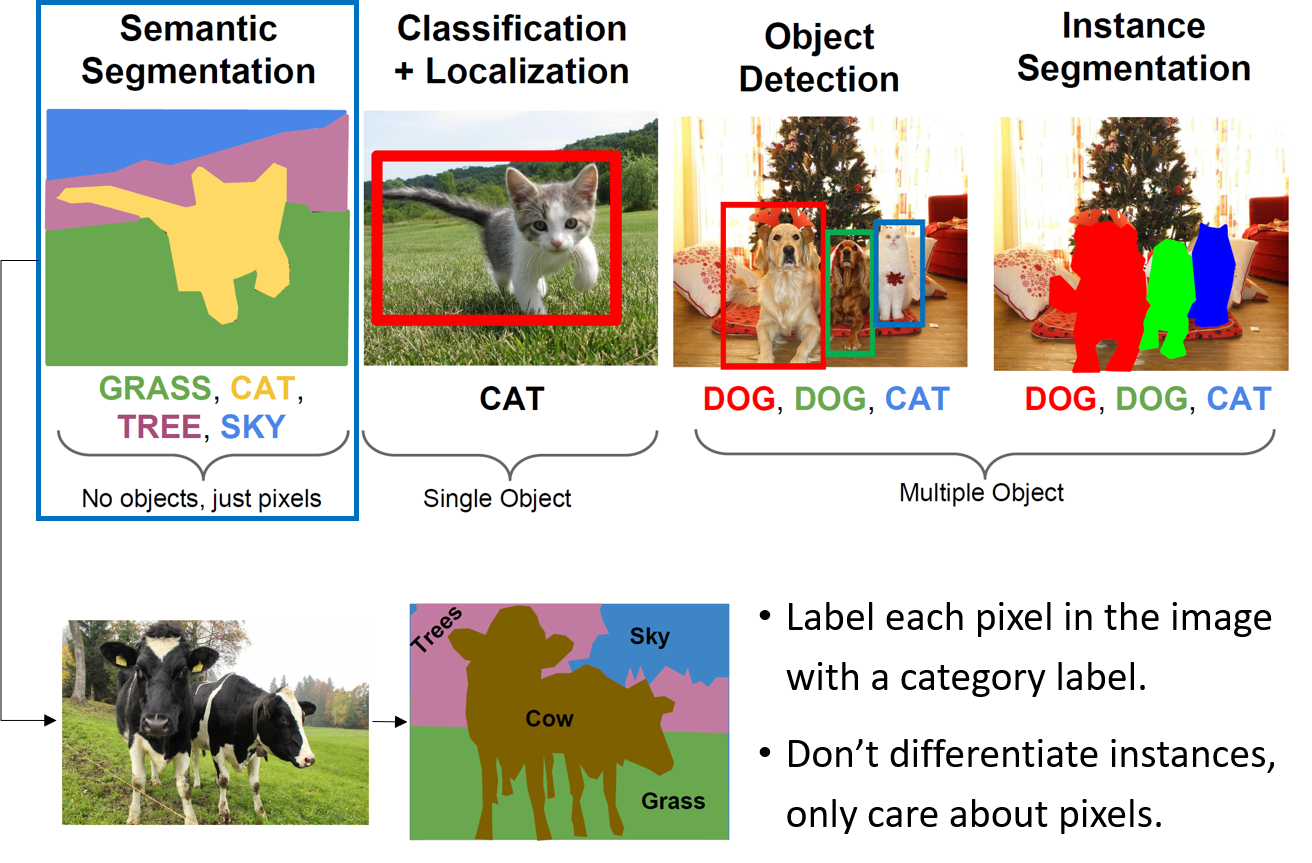 Semantic
Segmentation
Classification
+ Localization
Object
Detection
Instance
Segmentation
GRASS, CAT,
TREE, SKY
CAT
DOG, DOG, CAT
DOG, DOG, CAT
No objects, just pixels
Single Object
Multiple Object
Trees
Sky
Cow
Grass
• Label each pixel in the image
with a category label.
• Don’t differentiate instances,
only care about pixels.